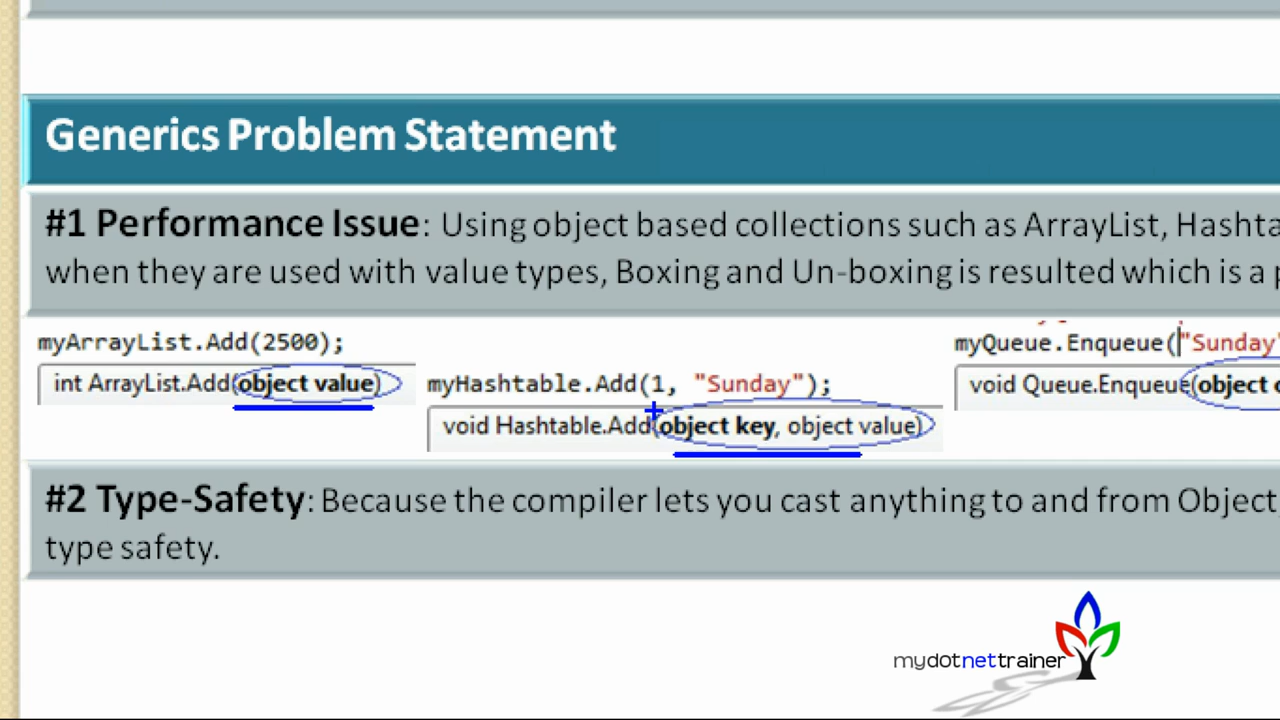 Generics Problem Statement
#1 Performance Issue: Using object based collections such as ArrayList,
when they are used with value types, Boxing and Un-boxing is resulted which is a
myArrayList.Add(2500);
int ArrayList.Add(object value)
myHashtable.Add(1, "Sunday");
void Hashtable.Add(object key, object value)
myQueue.Enqueue("Sunday"
void Queue.Enqueue(object
#2 Type-Safety: Because the compiler lets you cast anything to and from Object
type safety.
mydotnettrainer